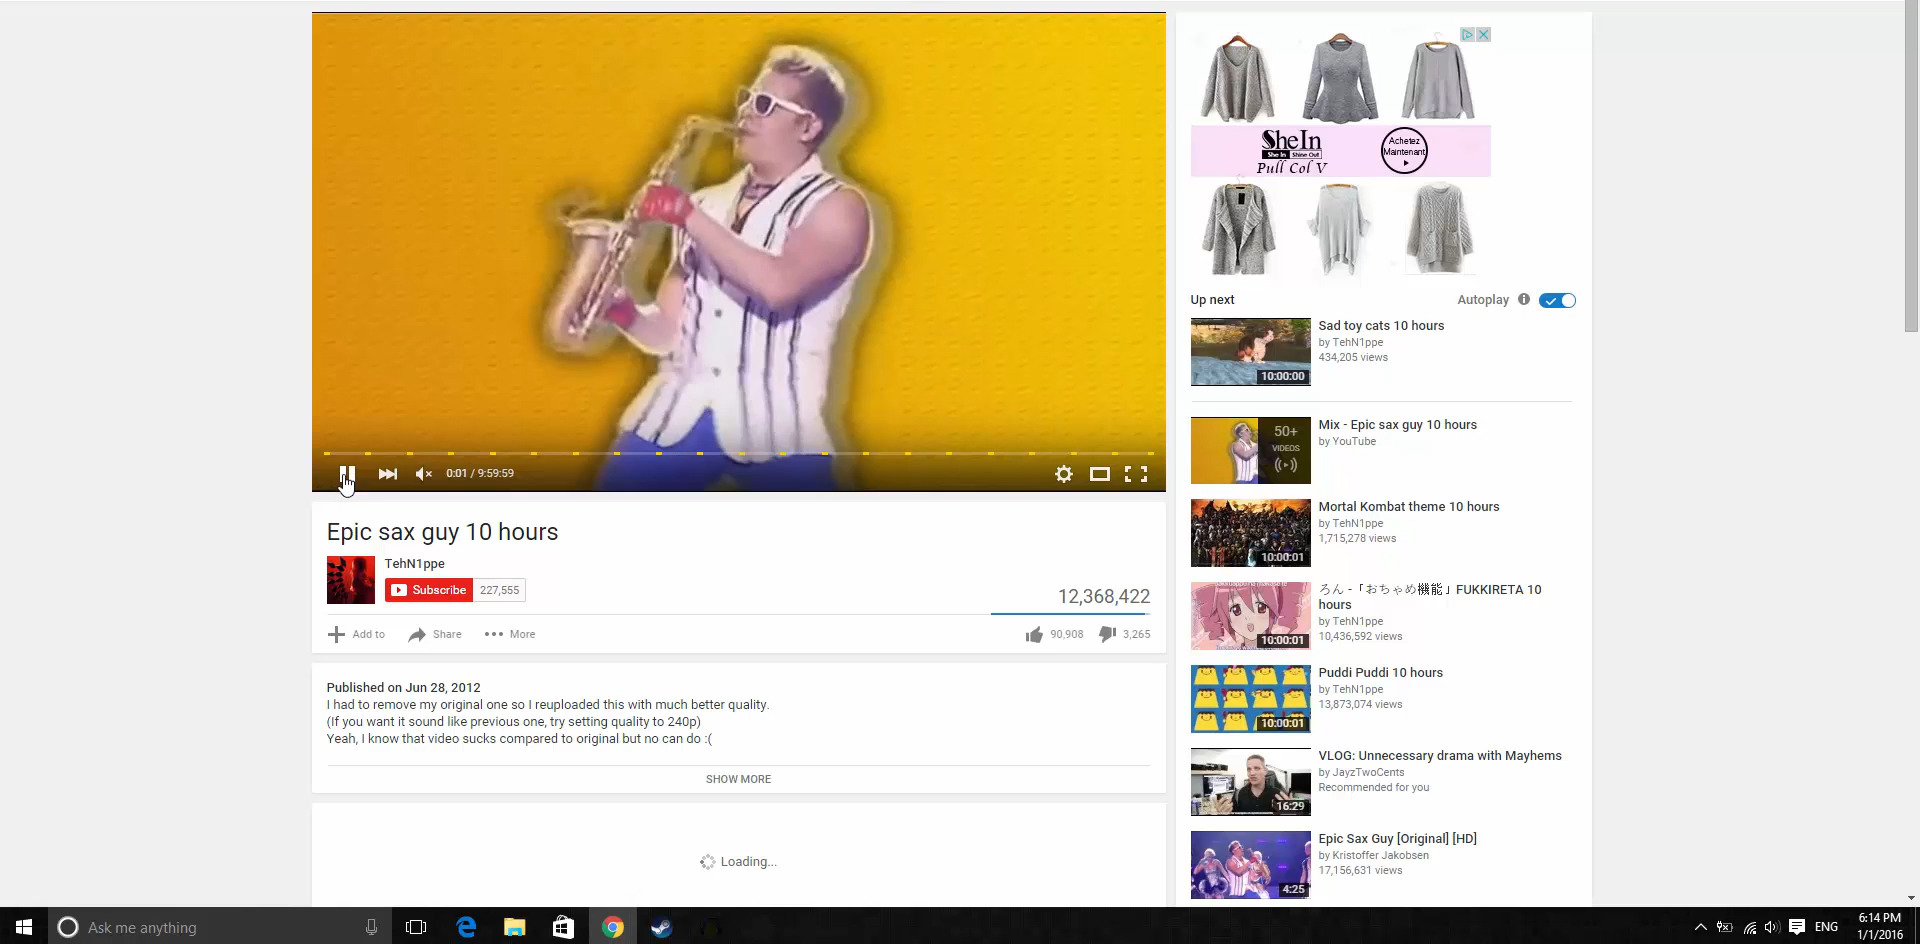 SheIn
She In Shine Out
Pull Col V
Achetez
Maintenant
0:01 / 9:59:59
Epic sax guy 10 hours
TehN1ppe
Subscribe 227,555
12,368,422
Add to Share More
90,908 3,265
Published on Jun 28, 2012
I had to remove my original one so I reuploaded this with much better quality.
(If you want it sound like previous one, try setting quality to 240p)
Yeah, I know that video sucks compared to original but no can do :(
SHOW MORE
Loading...
Up next Autoplay
Sad toy cats 10 hours
by TehN1ppe
434,205 views
10:00:00
Mix - Epic sax guy 10 hours
by YouTube
50+
VIDEOS
Mortal Kombat theme 10 hours
by TehN1ppe
1,715,278 views
10:00:01
ろん -「おちゃめ機能」FUKKIRETA 10
hours
by TehN1ppe
10,436,592 views
10:00:01
Puddi Puddi 10 hours
by TehN1ppe
13,873,074 views
10:00:01
VLOG: Unnecessary drama with Mayhems
by JayzTwoCents
Recommended for you
16:29
Epic Sax Guy [Original] [HD]
by Kristoffer Jakobsen
17,156,631 views
4:25
Ask me anything
ENG
6:14 PM
1/1/2016